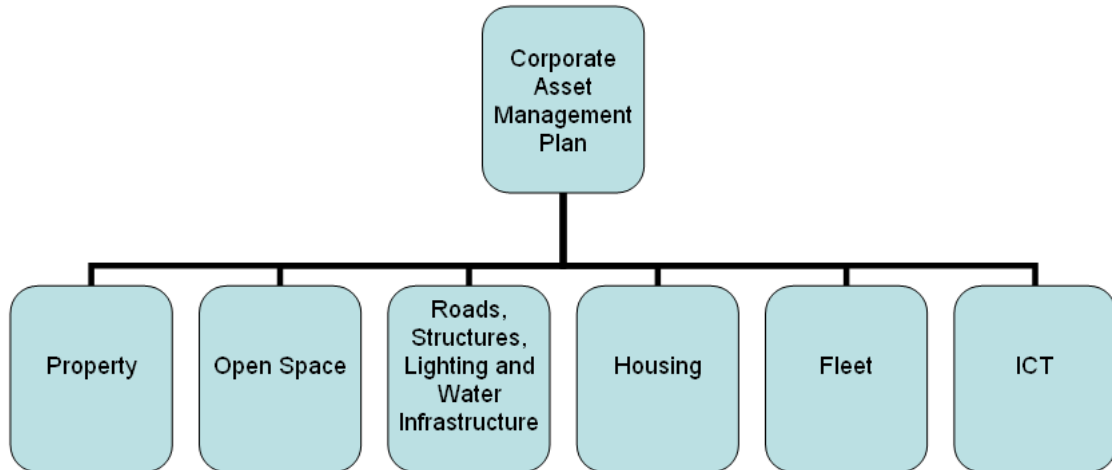 Corporate
Asset
Management
Plan
Property
Open Space
Roads,
Structures,
Lighting and
Water
Infrastructure
Housing
Fleet
ICT